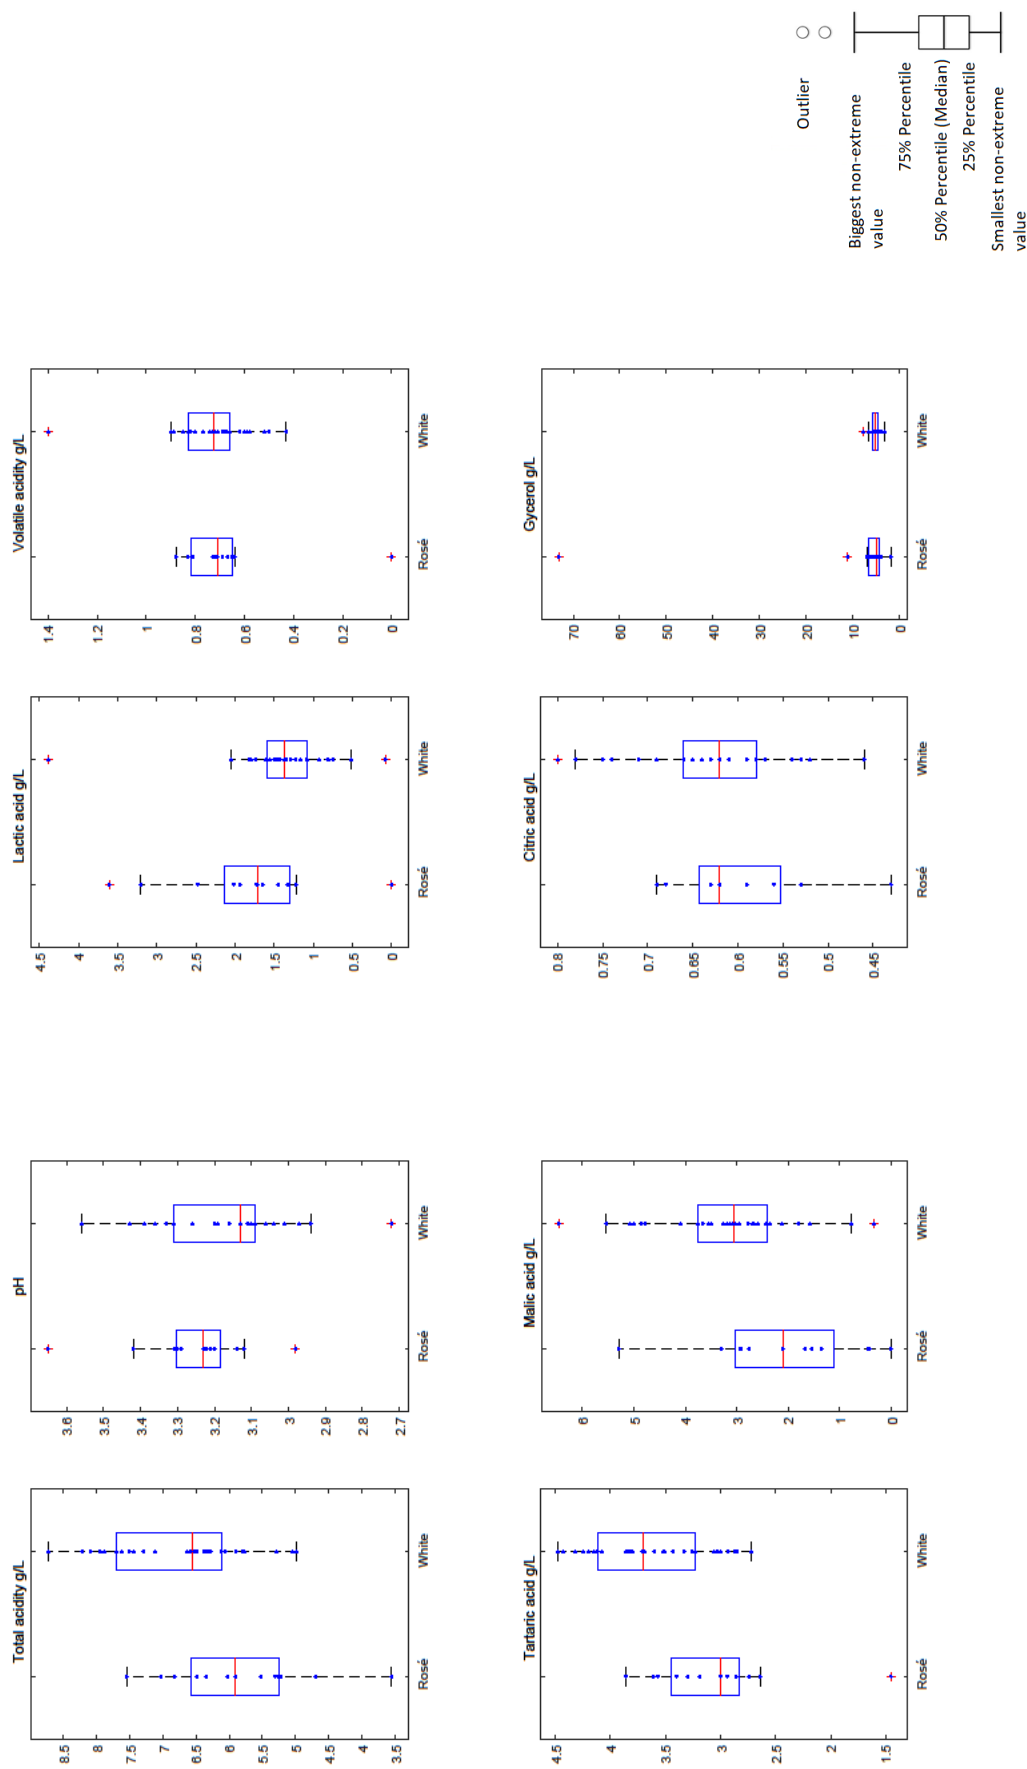 Total acidity g/L
8.5
8
7.5
7
6.5
6
5.5
5
4.5
4
3.5
Rosé
White
pH
3.6
3.5
3.4
3.3
3.2
3.1
3
2.9
2.8
2.7
Rosé
White
Lactic acid g/L
4.5
4
3.5
3
2.5
2
1.5
1
0.5
0
Rosé
White
Volatile acidity g/L
1.4
1.2
1
0.8
0.6
0.4
0.2
0
Rosé
White
Tartaric acid g/L
4.5
4
3.5
3
2.5
2
1.5
Rosé
White
Malic acid g/L
6
5
4
3
2
1
0
Rosé
White
Citric acid g/L
0.8
0.75
0.7
0.65
0.6
0.55
0.5
0.45
Rosé
White
Gycerol g/L
70
60
50
40
30
20
10
0
Rosé
White
Outlier
Biggest non-extreme
value
75% Percentile
50% Percentile (Median)
25% Percentile
Smallest non-extreme
value